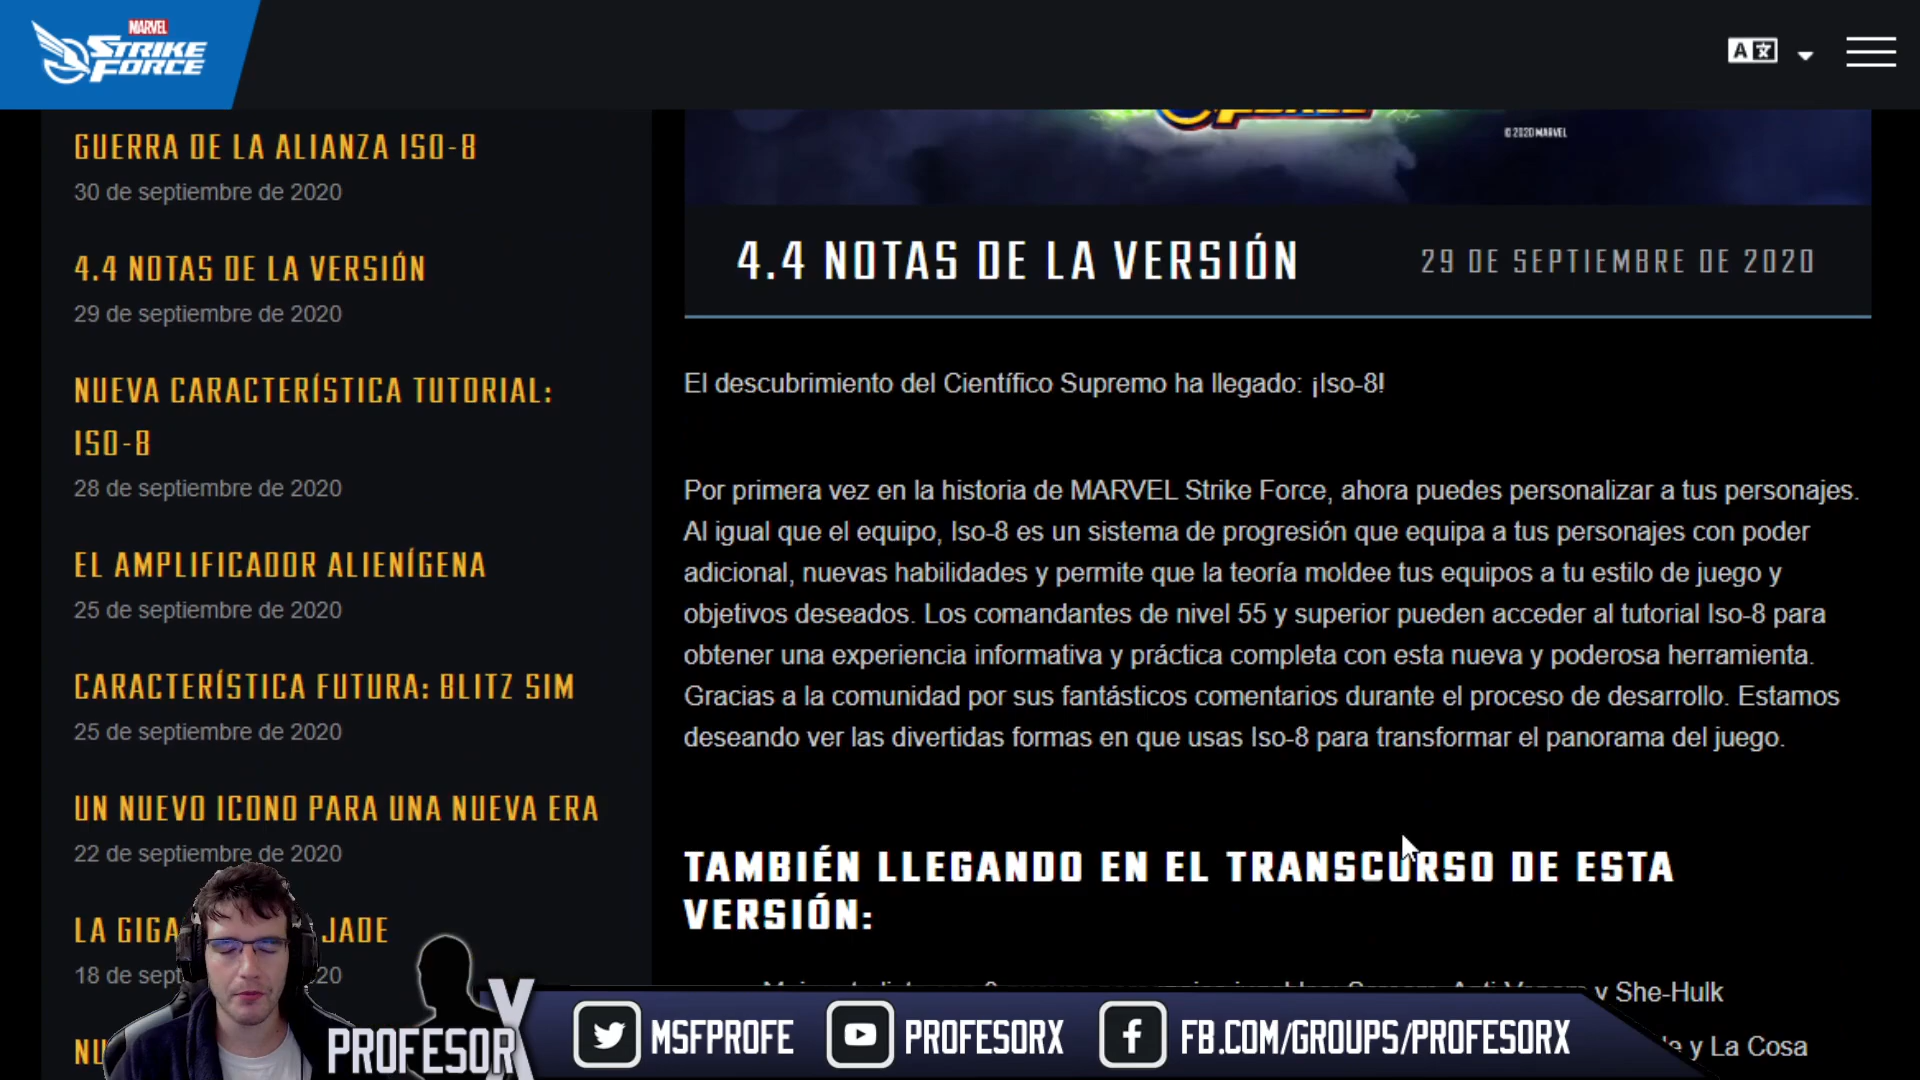 MARVEL
STRIKE
FORCE
A
GUERRA DE LA ALIANZA ISO-8
30 de septiembre de 2020
4.4 NOTAS DE LA VERSIÓN
29 de septiembre de 2020
NUEVA CARACTERÍSTICA TUTORIAL:
ISO-8
28 de septiembre de 2020
EL AMPLIFICADOR ALIENÍGENA
25 de septiembre de 2020
CARACTERÍSTICA FUTURA: BLITZ SIM
25 de septiembre de 2020
UN NUEVO ICONO PARA UNA NUEVA ERA
22 de septiembre de 2020
LA JADE
18 de
FORCE
© 2020 MARVEL
4.4 NOTAS DE LA VERSIÓN
29 DE SEPTIEMBRE DE 2020
El descubrimiento del Científico Supremo ha llegado: ¡Iso-8!
Por primera vez en la historia de MARVEL Strike Force, ahora puedes personalizar a tus personajes.
Al igual que el equipo, Iso-8 es un sistema de progresión que equipa a tus personajes con poder
adicional, nuevas habilidades y permite que la teoría moldee tus equipos a tu estilo de juego y
objetivos deseados. Los comandantes de nivel 55 y superior pueden acceder al tutorial Iso-8 para
obtener una experiencia informativa y práctica completa con esta nueva y poderosa herramienta.
Gracias a la comunidad por sus fantásticos comentarios durante el proceso de desarrollo. Estamos
deseando ver las divertidas formas en que usas Iso-8 para transformar el panorama del juego.
TAMBIÉN LLEGANDO EN EL TRANSCURSO DE ESTA
VERSIÓN:
y She-Hulk
y La Cosa
PROFESORX
MSFPROFE
PROFESORX
FB.COM/GROUPS/PROFESORX